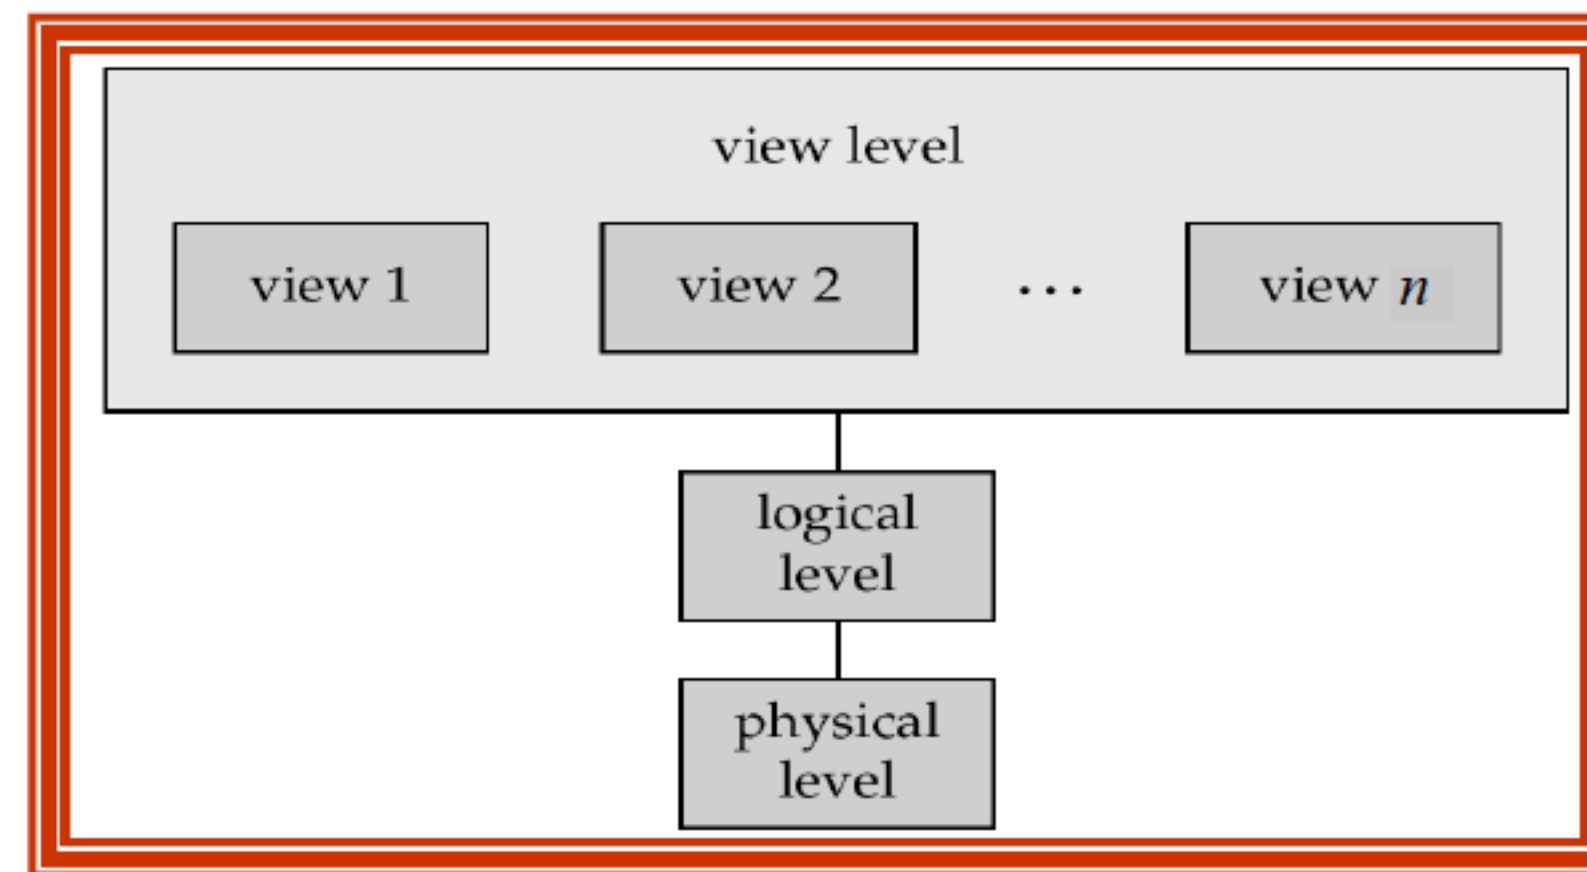 view level
view 1 view 2 ... view n
logical
level
physical
level